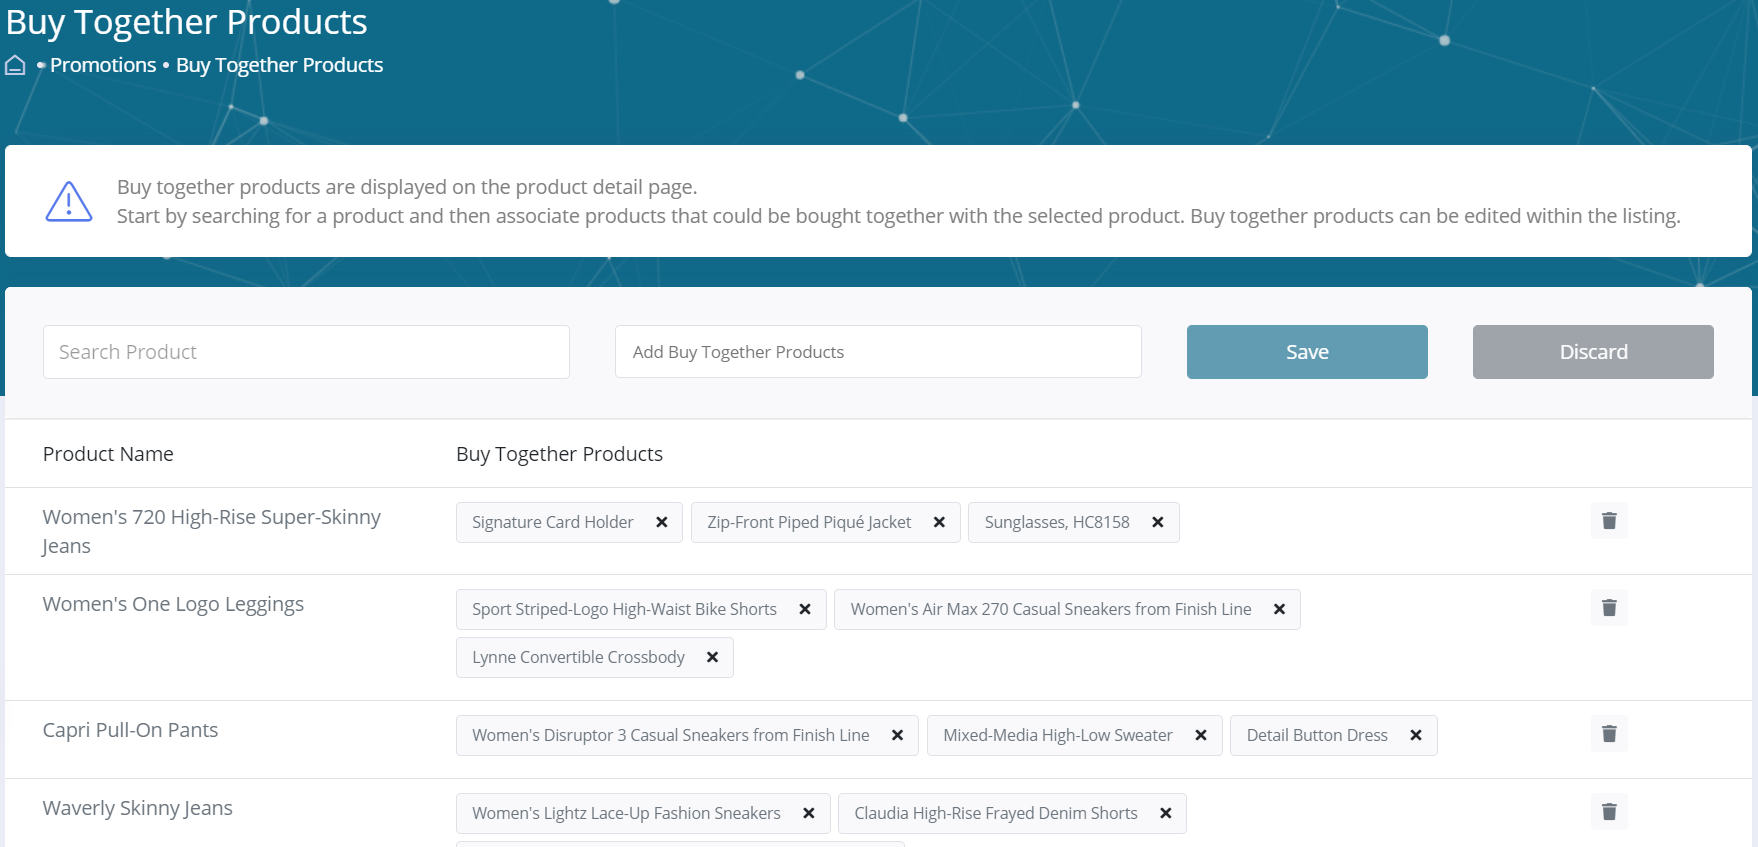 Buy Together Products
• Promotions • Buy Together Products
Buy together products are displayed on the product detail page.
Start by searching for a product and then associate products that could be bought together with the selected product. Buy together products can be edited within the listing.
Search Product
Add Buy Together Products
Save
Discard
Product Name
Buy Together Products
Women's 720 High-Rise Super-Skinny
Jeans
Signature Card Holder
Zip-Front Piped Piqué Jacket
Sunglasses, HC8158
Women's One Logo Leggings
Sport Striped-Logo High-Waist Bike Shorts
Women's Air Max 270 Casual Sneakers from Finish Line
Lynne Convertible Crossbody
Capri Pull-On Pants
Women's Disruptor 3 Casual Sneakers from Finish Line
Mixed-Media High-Low Sweater
Detail Button Dress
Waverly Skinny Jeans
Women's Lightz Lace-Up Fashion Sneakers
Claudia High-Rise Frayed Denim Shorts